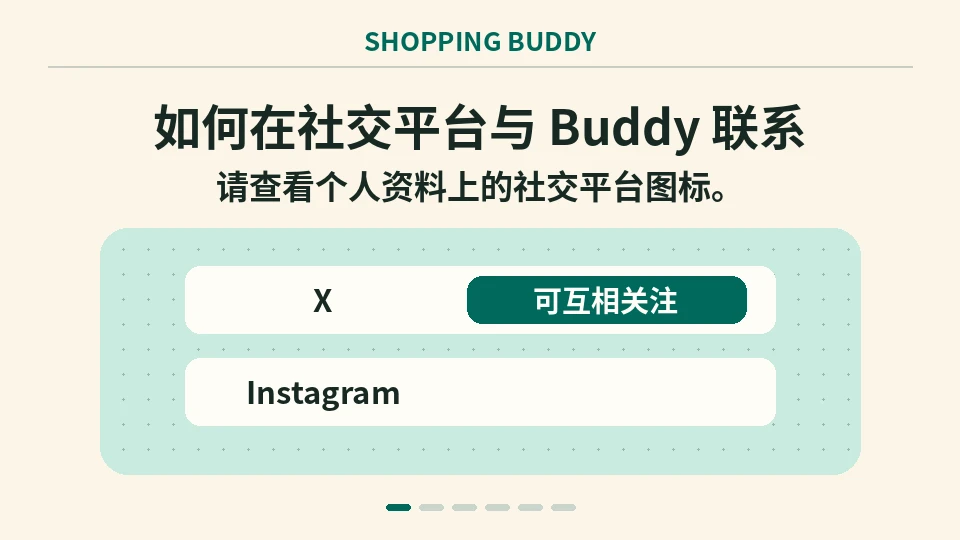 SHOPPING BUDDY
如何在社交平台与 Buddy 联系
请查看个人资料上的社交平台图标。
X 可互相关注
Instagram